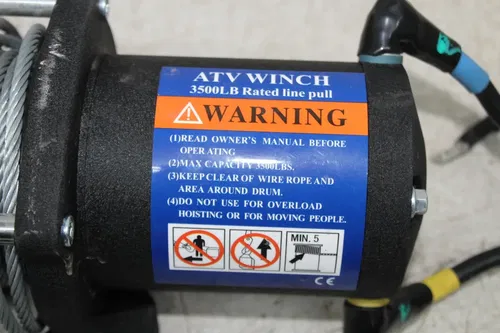 ATV WINCH
3500LB Rated line pull
WARNING
(1)READ OWNER'S MANUAL BEFORE
OPERATING
(2)MAX CAPACITY 3500LBS.
(3)KEEP CLEAR OF WIRE ROPE AND
AREA AROUND DRUM.
(4)DO NOT USE FOR OVERLOAD
HOISTING OR FOR MOVING PEOPLE.
MIN. 5
CE